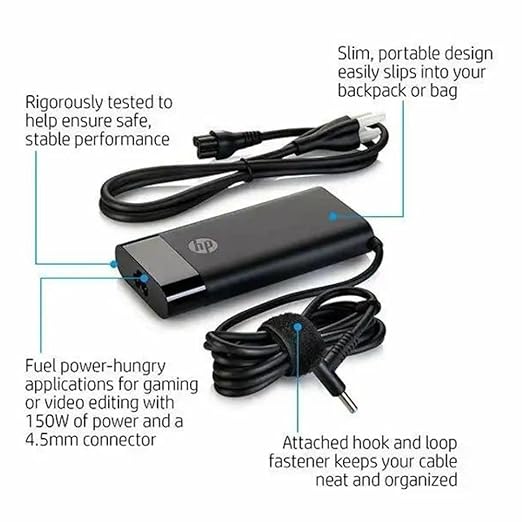 Slim, portable design
easily slips into your
backpack or bag
Rigorously tested to
help ensure safe,
stable performance
hp
Fuel power-hungry
applications for gaming
or video editing with
150W of power and a
4.5mm connector
Attached hook and loop
fastener keeps your cable
neat and organized